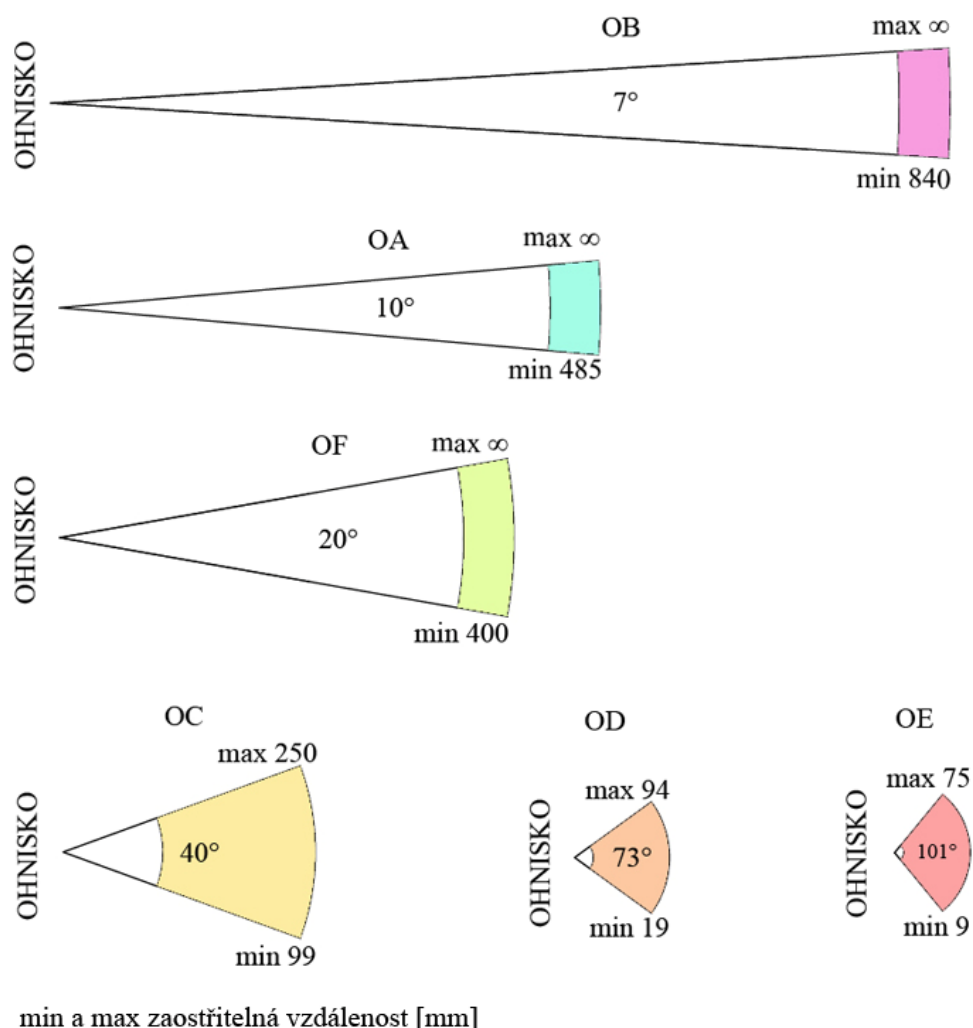 OB
max ∞
OHNISKO
7°
min 840
OA
max ∞
OHNISKO
10°
min 485
OF
max ∞
OHNISKO
20°
min 400
OC
max 250
OHNISKO
40°
min 99
OD
max 94
OHNISKO
73°
min 19
OE
max 75
OHNISKO
101°
min 9
min a max zaostřitelná vzdálenost [mm]